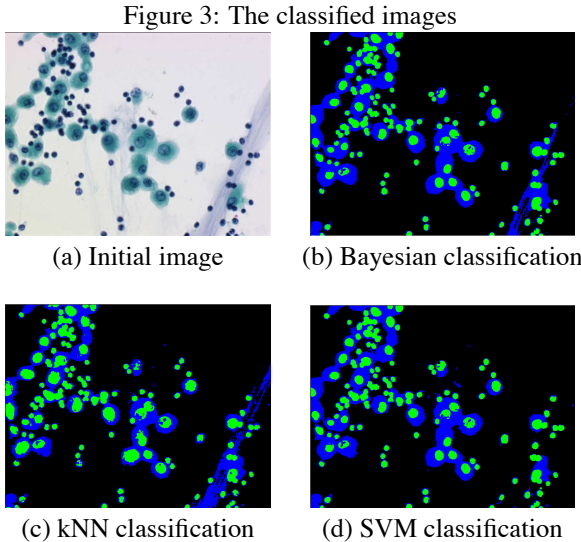 Figure 3: The classified images
(a) Initial image
(b) Bayesian classification
(c) kNN classification
(d) SVM classification